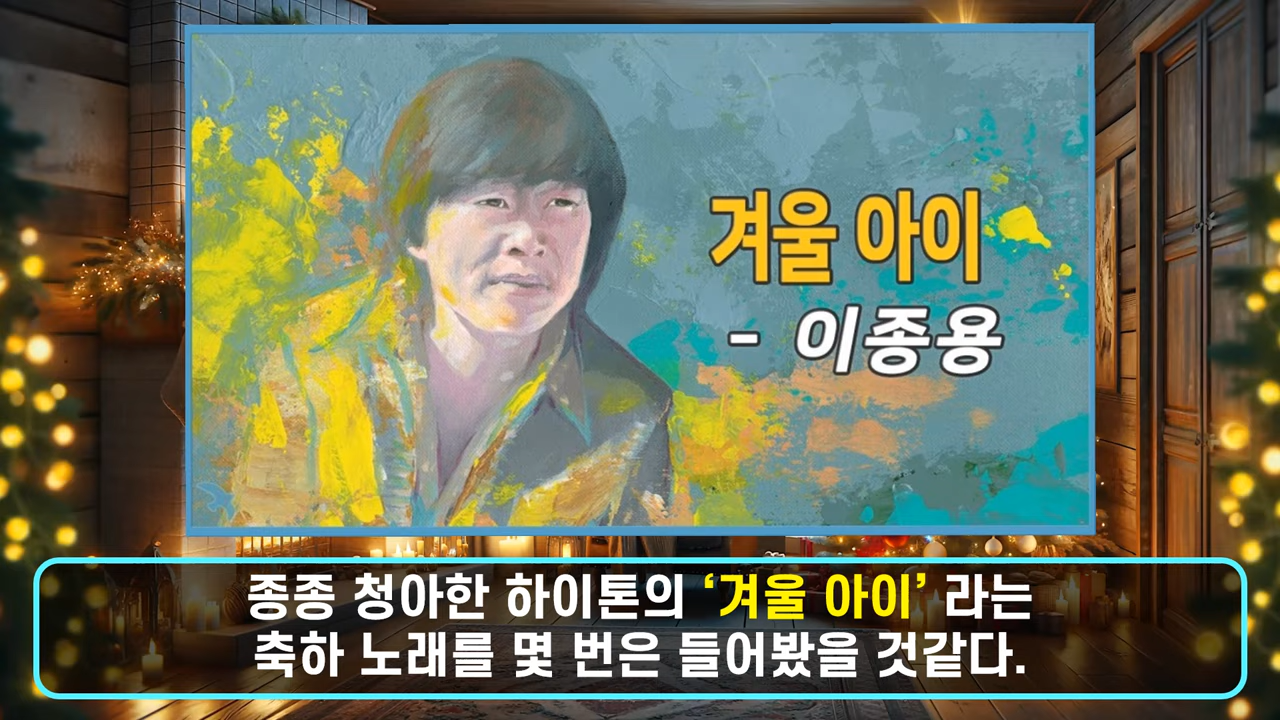 겨울 아이
- 이종용
종종 청아한 하이톤의 ‘겨울 아이’ 라는
축하 노래를 몇 번은 들어봤을 것같다.